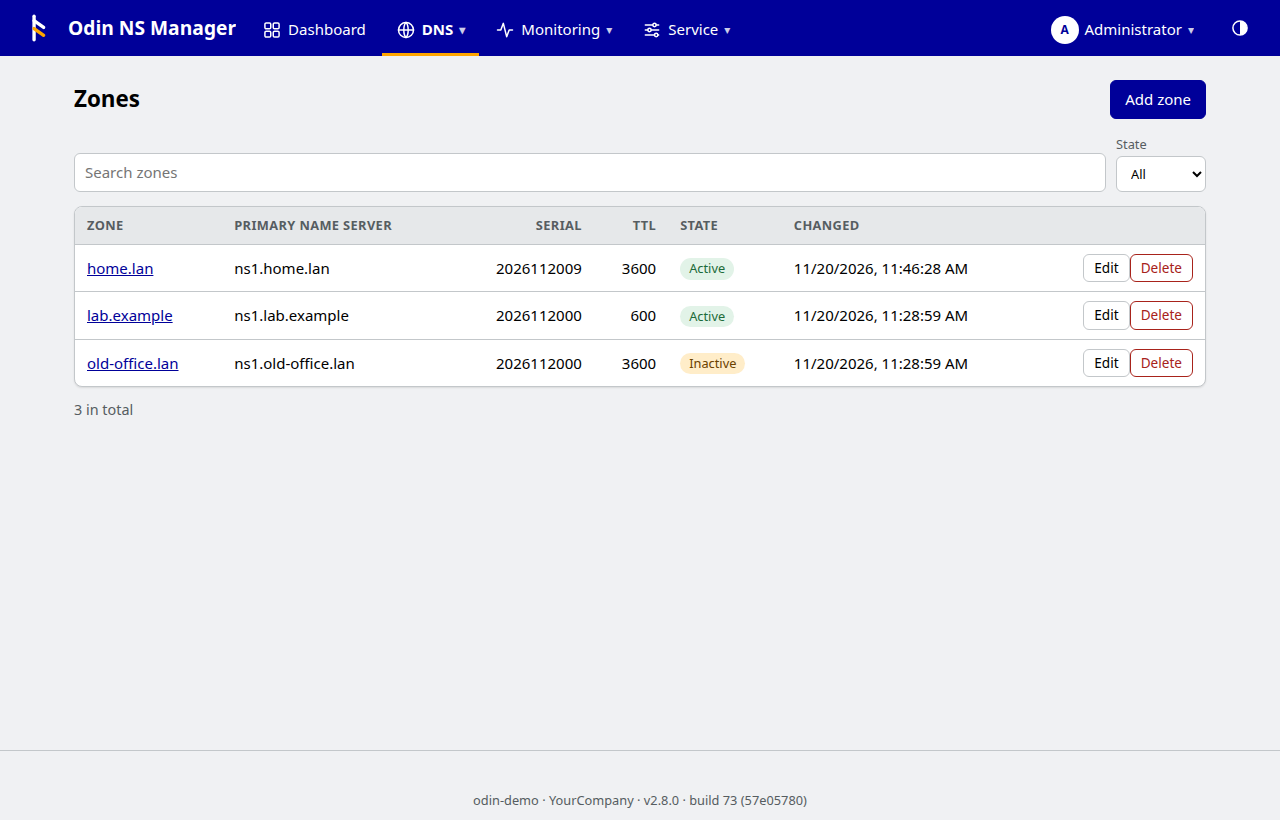 Odin NS Manager Dashboard DNS ▾ Monitoring ▾ Service ▾ A Administrator ▾
Zones Add zone
State
Search zones All
ZONE PRIMARY NAME SERVER SERIAL TTL STATE CHANGED
home.lan ns1.home.lan 2026112009 3600 Active 11/20/2026, 11:46:28 AM Edit Delete
lab.example ns1.lab.example 2026112000 600 Active 11/20/2026, 11:28:59 AM Edit Delete
old-office.lan ns1.old-office.lan 2026112000 3600 Inactive 11/20/2026, 11:28:59 AM Edit Delete
3 in total
odin-demo · YourCompany · v2.8.0 · build 73 (57e05780)